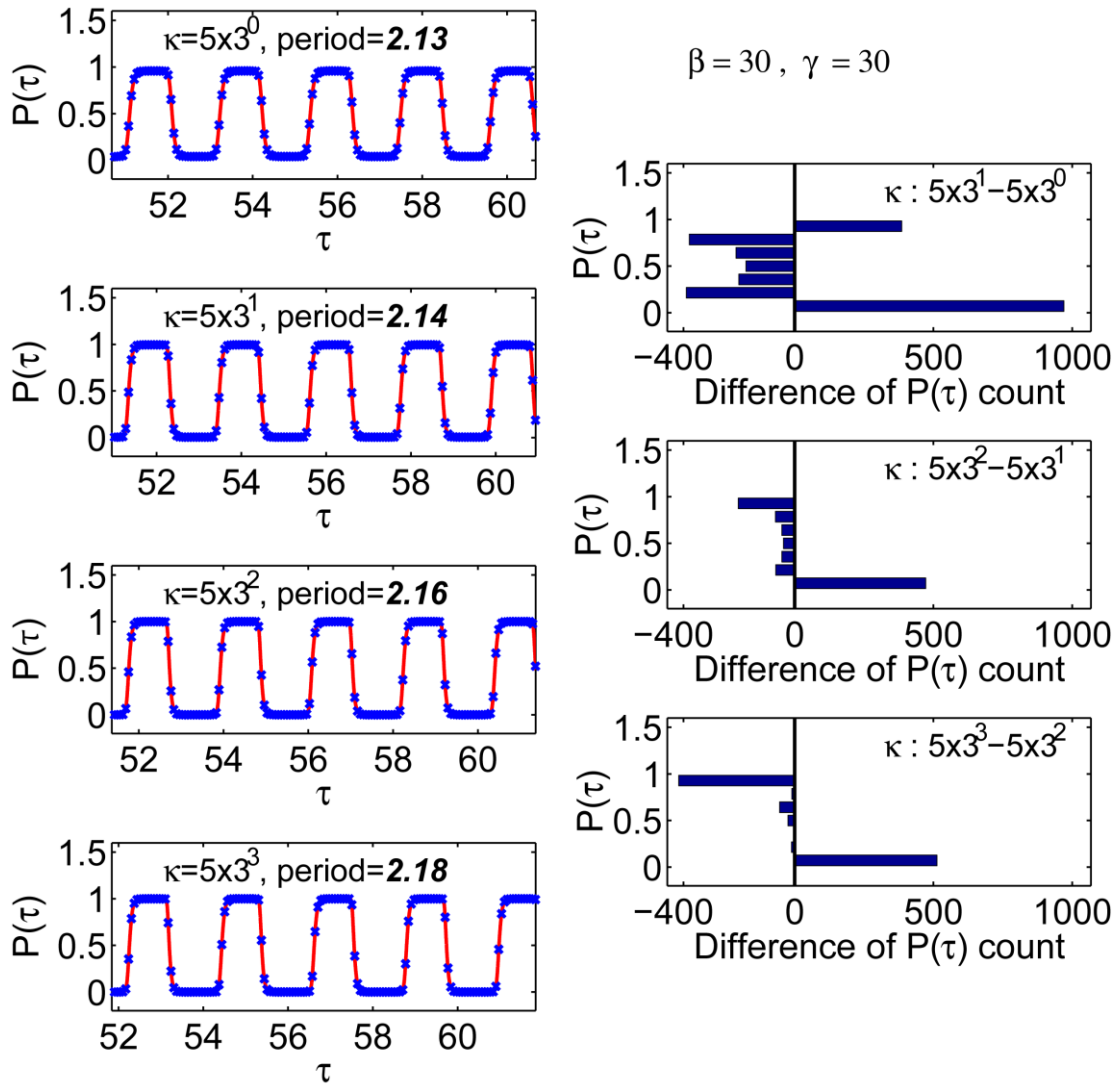 κ=5x3^0, period=2.13
1.5
1
0.5
0
P(τ)
52 54 56 58 60
τ
κ=5x3^1, period=2.14
1.5
1
0.5
0
P(τ)
52 54 56 58 60
τ
κ=5x3^2, period=2.16
1.5
1
0.5
0
P(τ)
52 54 56 58 60
τ
κ=5x3^3, period=2.18
1.5
1
0.5
0
P(τ)
52 54 56 58 60
τ
β = 30 , γ = 30
κ : 5x3^1−5x3^0
1.5
1
0.5
0
P(τ)
−400 0 500 1000
Difference of P(τ) count
κ : 5x3^2−5x3^1
1.5
1
0.5
0
P(τ)
−400 0 500 1000
Difference of P(τ) count
κ : 5x3^3−5x3^2
1.5
1
0.5
0
P(τ)
−400 0 500 1000
Difference of P(τ) count